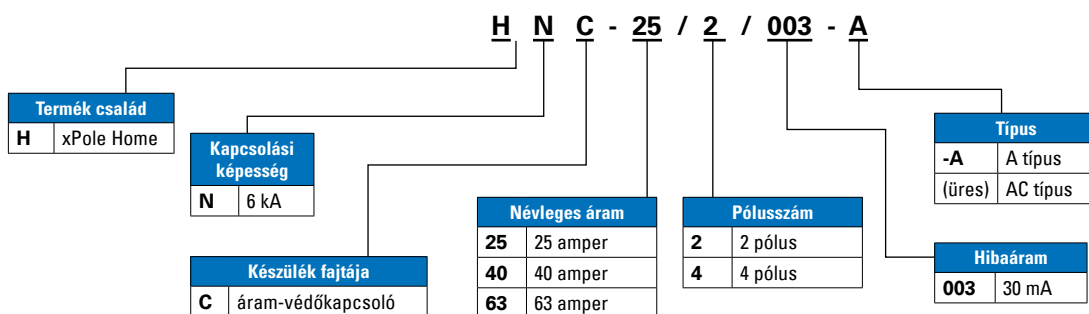 H N C - 25 / 2 / 003 - A
Termék család
H xPole Home
Kapcsolási
képesség
N 6 kA
Készülék fajtája
C áram-védőkapcsoló
Névleges áram
25 25 amper
40 40 amper
63 63 amper
Pólusszám
2 2 pólus
4 4 pólus
Típus
-A A típus
(üres) AC típus
Hibaáram
003 30 mA